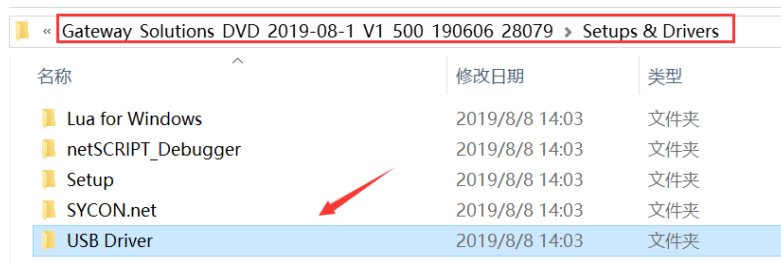 « Gateway Solutions DVD 2019-08-1 V1 500 190606 28079 > Setups & Drivers
名称 修改日期 类型
Lua for Windows 2019/8/8 14:03 文件夹
netSCRIPT_Debugger 2019/8/8 14:03 文件夹
Setup 2019/8/8 14:03 文件夹
SYCON.net 2019/8/8 14:03 文件夹
USB Driver 2019/8/8 14:03 文件夹